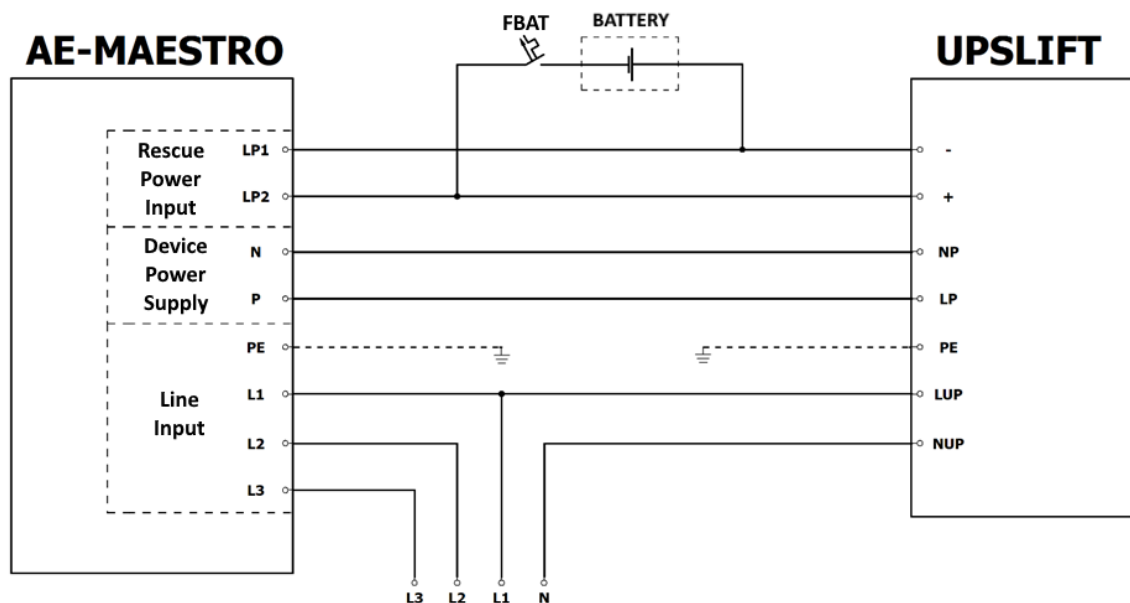 FBAT
BATTERY
AE-MAESTRO
UPSLIFT
Rescue
Power
Input
LP1
LP2
-
+
Device
Power
Supply
N
P
NP
LP
Line
Input
PE
L1
L2
L3
PE
LUP
NUP
L3
L2
L1
N